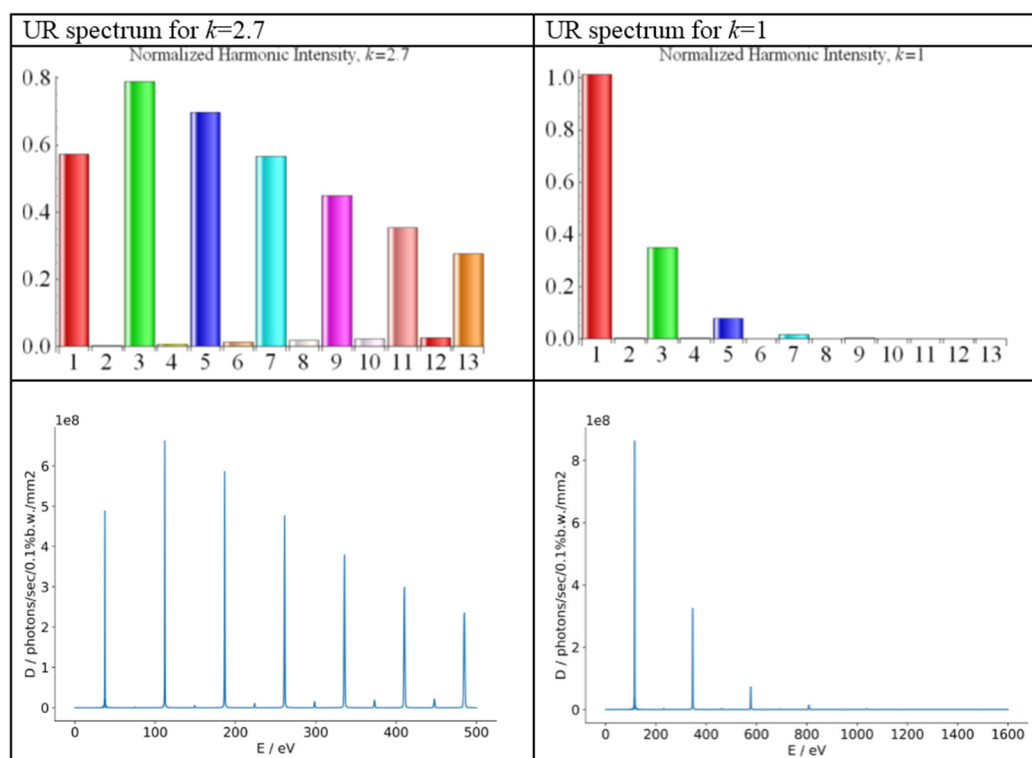 UR spectrum for k=2.7
UR spectrum for k=1
Normalized Harmonic Intensity, k=2.7
0.8
0.6
0.4
0.2
0.0
1 2 3 4 5 6 7 8 9 10 11 12 13
Normalized Harmonic Intensity, k=1
1.0
0.8
0.6
0.4
0.2
0.0
1 2 3 4 5 6 7 8 9 10 11 12 13
1e8
D / photons/sec/0.1%b.w./mm2
6
5
4
3
2
1
0
0 100 200 300 400 500
E / eV
1e8
D / photons/sec/0.1%b.w./mm2
8
6
4
2
0
0 200 400 600 800 1000 1200 1400 1600
E / eV